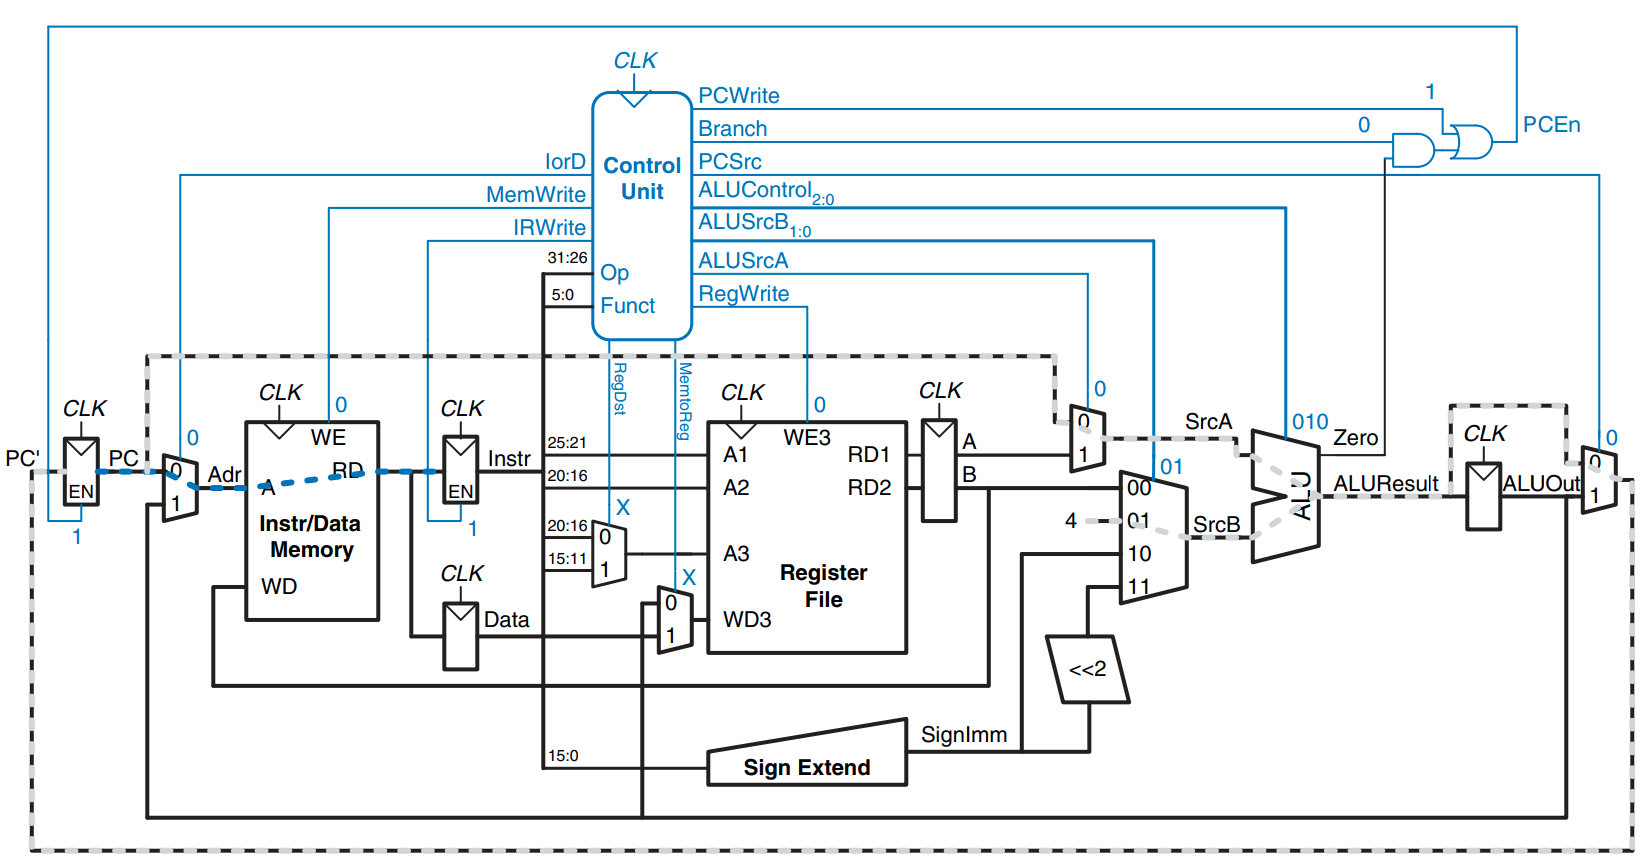 CLK
PCWrite
1
Branch
0
PCEn
IorD
Control
Unit
PCSrc
MemWrite
ALUControl2:0
IRWrite
ALUSrcB1:0
31:26
Op
ALUSrcA
5:0
Funct
RegWrite
RegDst
MemtoReg
CLK
CLK
CLK
CLK
CLK
0
0
0
0
0
010
CLK
PC'
PC
EN
0
1
Adr
WE
A
RD
Instr/Data
Memory
WD
EN
Instr
1
1
25:21
A1
WE3
RD1
A
20:16
A2
RD2
B
0
1
SrcA
Zero
01
00
4
01
SrcB
10
11
ALU
ALUResult
ALUOut
0
1
X
20:16
0
15:11
1
A3
CLK
Data
X
0
1
WD3
Register
File
<<2
SignImm
15:0
Sign Extend